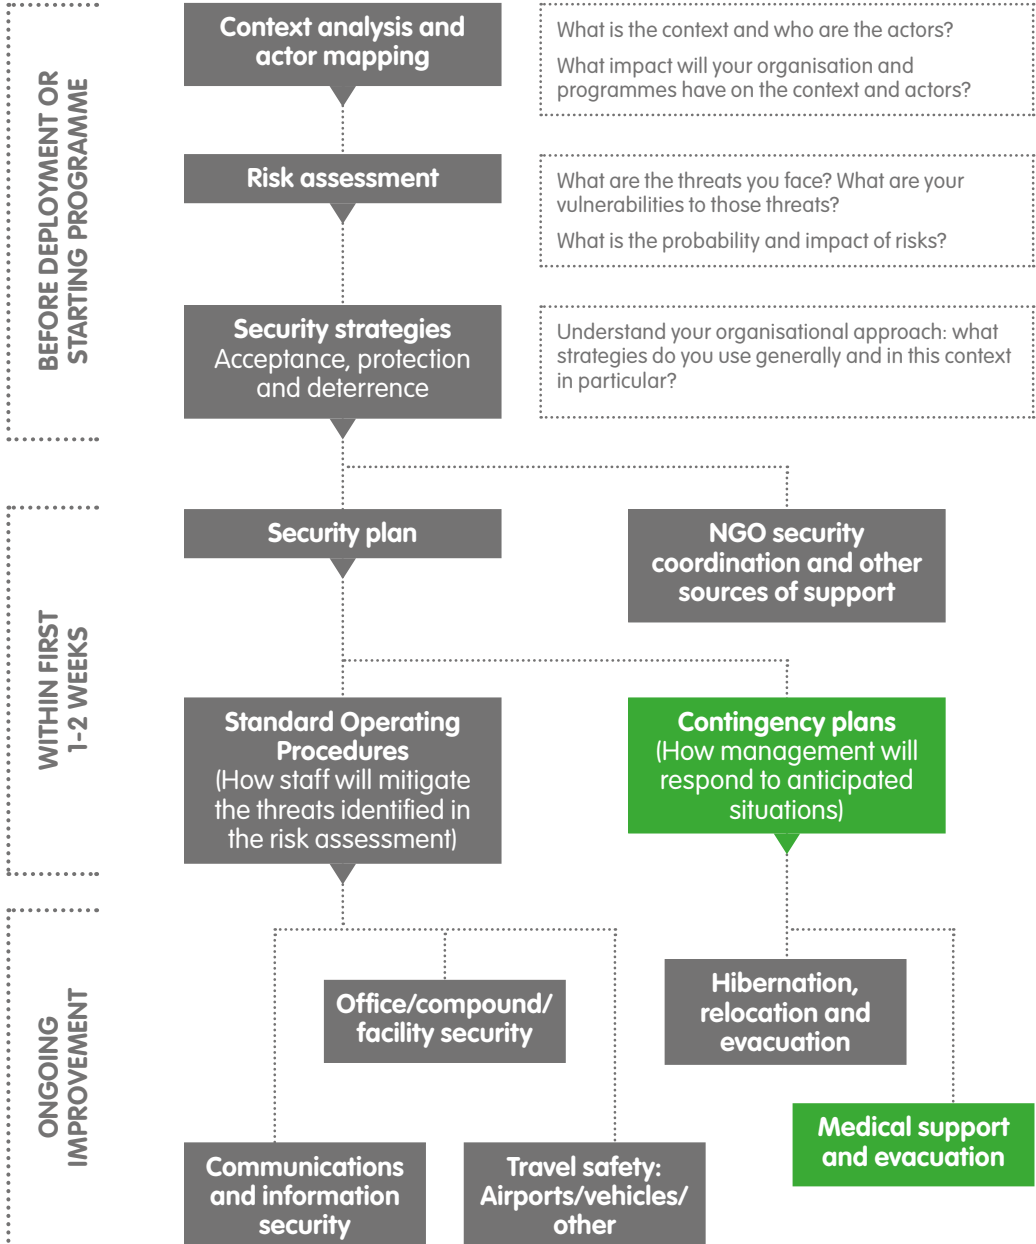 BEFORE DEPLOYMENT OR
STARTING PROGRAMME
Context analysis and
actor mapping
What is the context and who are the actors?
What impact will your organisation and
programmes have on the context and actors?
Risk assessment
What are the threats you face? What are your
vulnerabilities to those threats?
What is the probability and impact of risks?
Security strategies
Acceptance, protection
and deterrence
Understand your organisational approach: what
strategies do you use generally and in this context
in particular?
WITHIN FIRST
1-2 WEEKS
Security plan
NGO security
coordination and other
sources of support
Standard Operating
Procedures
(How staff will mitigate
the threats identified in
the risk assessment)
Contingency plans
(How management will
respond to anticipated
situations)
ONGOING
IMPROVEMENT
Office/compound/
facility security
Hibernation,
relocation and
evacuation
Communications
and information
security
Travel safety:
Airports/vehicles/
other
Medical support
and evacuation